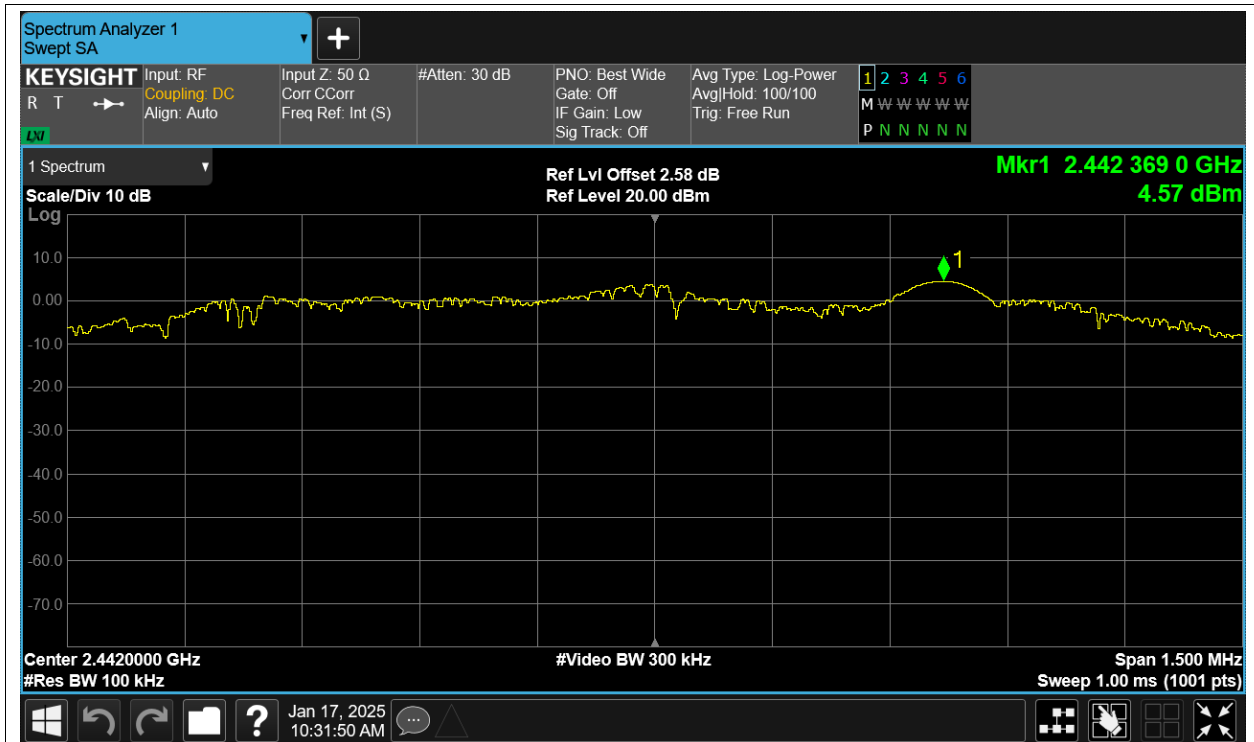 Spectrum Analyzer 1
Swept SA
KEYSIGHT
R T
LXI
Input: RF
Coupling: DC
Align: Auto
Input Z: 50 Ω
Corr CCorr
Freq Ref: Int (S)
#Atten: 30 dB
PNO: Best Wide
Gate: Off
IF Gain: Low
Sig Track: Off
Avg Type: Log-Power
Avg|Hold: 100/100
Trig: Free Run
1 2 3 4 5 6
M W W W W W
P N N N N N
1 Spectrum
Scale/Div 10 dB
Log
Ref Lvl Offset 2.58 dB
Ref Level 20.00 dBm
Mkr1 2.442 369 0 GHz
4.57 dBm
1
10.0
0.00
-10.0
-20.0
-30.0
-40.0
-50.0
-60.0
-70.0
Center 2.4420000 GHz
#Res BW 100 kHz
#Video BW 300 kHz
Span 1.500 MHz
Sweep 1.00 ms (1001 pts)
?
Jan 17, 2025
10:31:50 AM